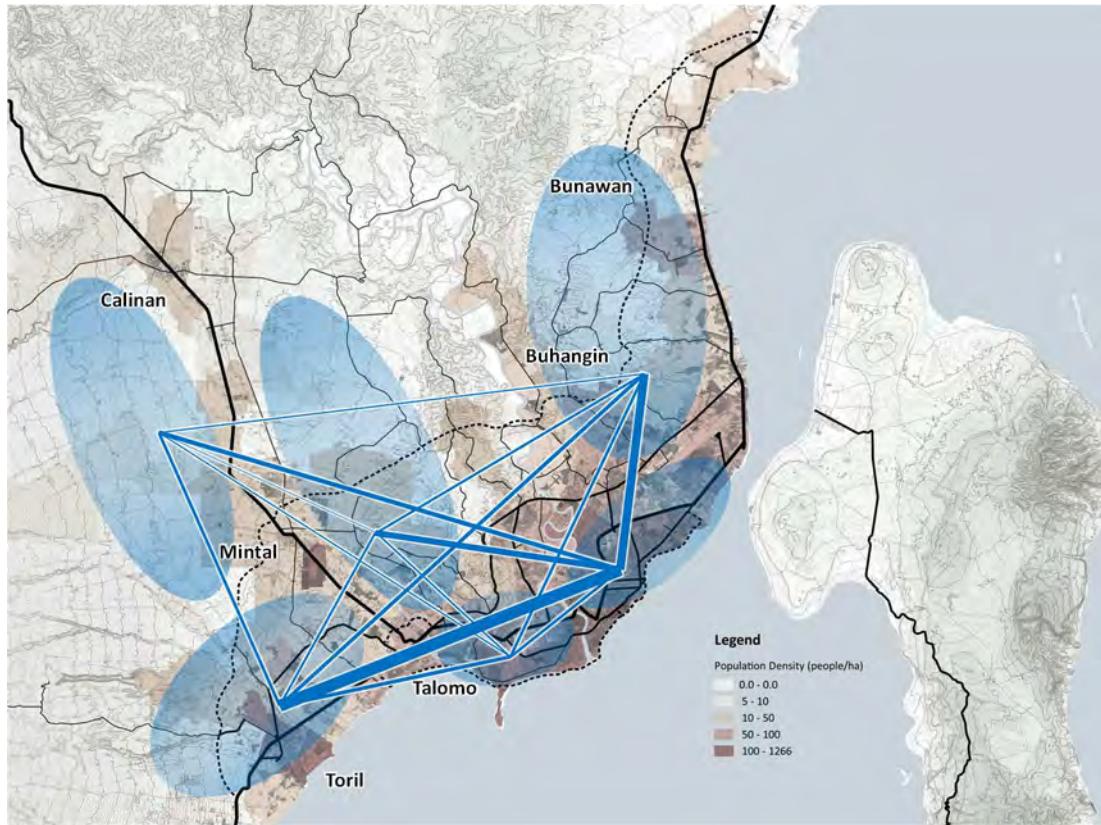 Bunawan
Calinan
Buhangin
Mintal
Talomo
Toril
Legend
Population Density (people/ha)
0.0 - 0.0
5 - 10
10 - 50
50 - 100
100 - 1266